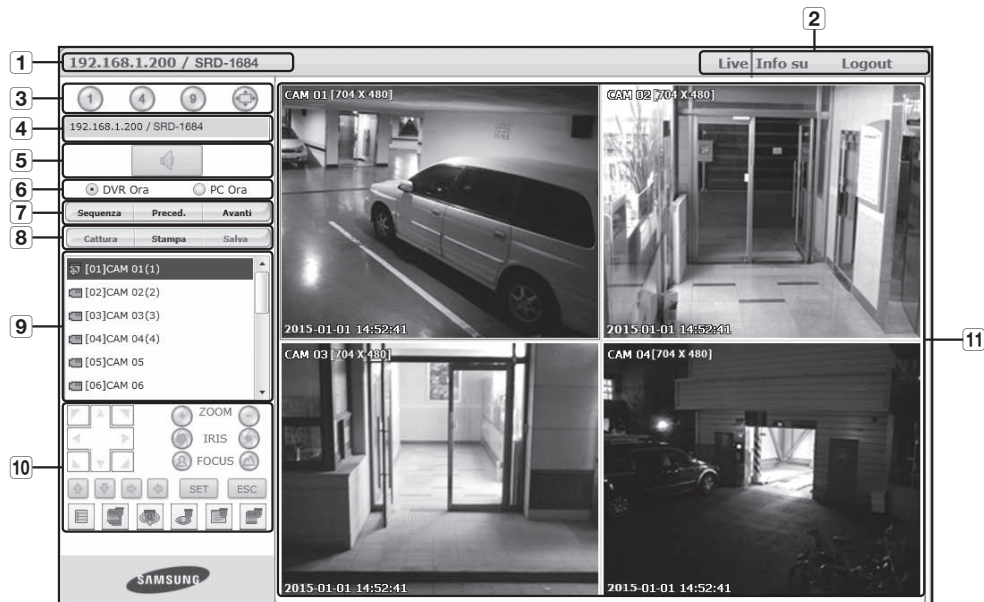 2
1
192.168.1.200 / SRD-1684
Live Info su Logout
3
1 4 9
CAM 01 [704 X 480]
CAM 02 [704 X 480]
4
192.168.1.200 / SRD-1684
5
6
DVR Ora PC Ora
7
Sequenza Preced. Avanti
8
Cattura Stampa Salva
[01]CAM 01(1)
[02]CAM 02(2)
9
[03]CAM 03(3)
[04]CAM 04(4)
[05]CAM 05
[06]CAM 06
2015-01-01 14:52:41
2015-01-01 14:52:41
11
CAM 03 [704 X 480]
CAM 04 [704 X 480]
10
ZOOM
IRIS
FOCUS
SET ESC
SAMSUNG
2015-01-01 14:52:41
2015-01-01 14:52:41